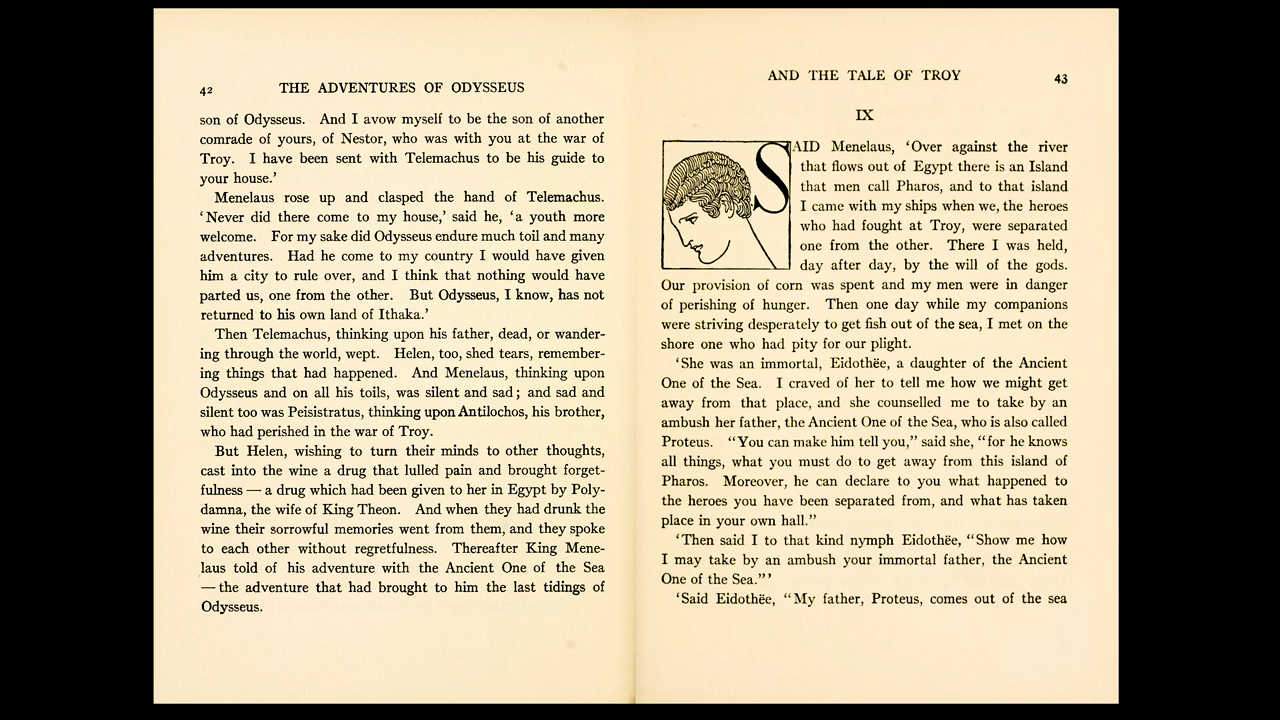 42 THE ADVENTURES OF ODYSSEUS
son of Odysseus. And I avow myself to be the son of another
comrade of yours, of Nestor, who was with you at the war of
Troy. I have been sent with Telemachus to be his guide to
your house.’
Menelaus rose up and clasped the hand of Telemachus.
‘Never did there come to my house,’ said he, ‘a youth more
welcome. For my sake did Odysseus endure much toil and many
adventures. Had he come to my country I would have given
him a city to rule over, and I think that nothing would have
parted us, one from the other. But Odysseus, I know, has not
returned to his own land of Ithaka.’
Then Telemachus, thinking upon his father, dead, or wander-
ing through the world, wept. Helen, too, shed tears, remember-
ing things that had happened. And Menelaus, thinking upon
Odysseus and on all his toils, was silent and sad; and sad and
silent too was Peisistratus, thinking upon Antilochos, his brother,
who had perished in the war of Troy.
But Helen, wishing to turn their minds to other thoughts,
cast into the wine a drug that lulled pain and brought forget-
fulness — a drug which had been given to her in Egypt by Poly-
damna, the wife of King Theon. And when they had drunk the
wine their sorrowful memories went from them, and they spoke
to each other without regretfulness. Thereafter King Mene-
laus told of his adventure with the Ancient One of the Sea
— the adventure that had brought to him the last tidings of
Odysseus.
AND THE TALE OF TROY 43
IX
SAID Menelaus, ‘Over against the river
that flows out of Egypt there is an Island
that men call Pharos, and to that island
I came with my ships when we, the heroes
who had fought at Troy, were separated
one from the other. There I was held,
day after day, by the will of the gods.
Our provision of corn was spent and my men were in danger
of perishing of hunger. Then one day while my companions
were striving desperately to get fish out of the sea, I met on the
shore one who had pity for our plight.
‘She was an immortal, Eidothëe, a daughter of the Ancient
One of the Sea. I craved of her to tell me how we might get
away from that place, and she counselled me to take by an
ambush her father, the Ancient One of the Sea, who is also called
Proteus. “You can make him tell you,” said she, “for he knows
all things, what you must do to get away from this island of
Pharos. Moreover, he can declare to you what happened to
the heroes you have been separated from, and what has taken
place in your own hall.”
‘Then said I to that kind nymph Eidothëe, “Show me how
I may take by an ambush your immortal father, the Ancient
One of the Sea.”’
‘Said Eidothëe, “My father, Proteus, comes out of the sea